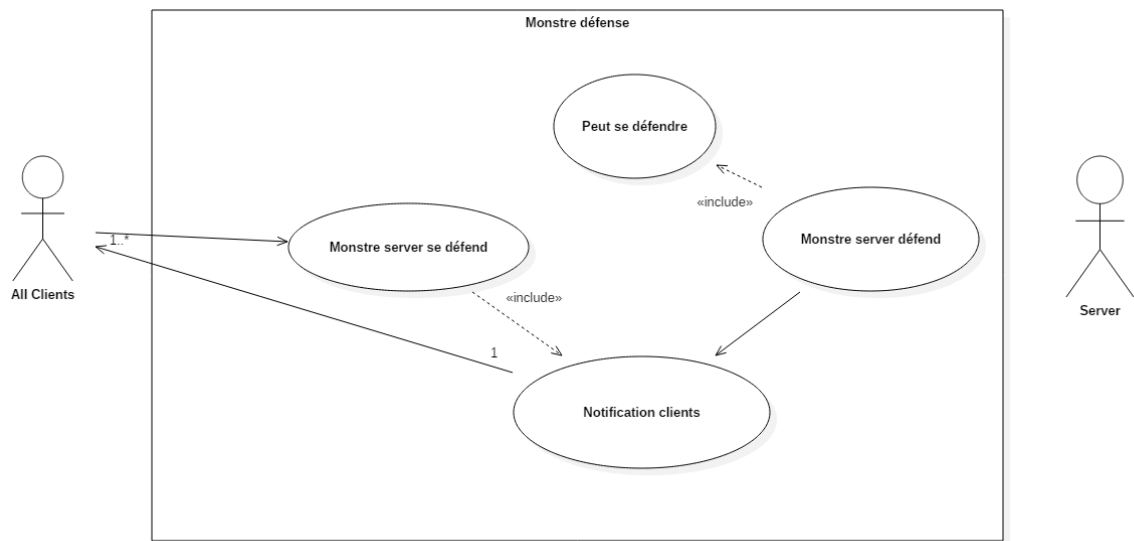 Monstre défense
Peut se défendre
«include»
Monstre server se défend
Monstre server défend
1..*
All Clients
«include»
Server
1
Notification clients